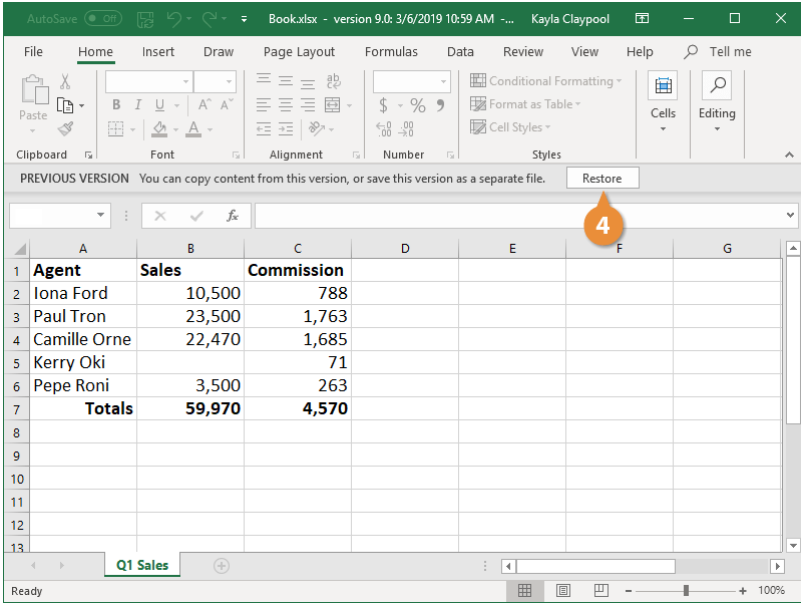 AutoSave Off Book.xlsx - version 9.0: 3/6/2019 10:59 AM -... Kayla Claypool
File Home Insert Draw Page Layout Formulas Data Review View Help Tell me
Paste
B I U A A
A
ab
$ % 9
.00 .0
Conditional Formatting
Format as Table
Cell Styles
Cells
Editing
Clipboard Font Alignment Number Styles
PREVIOUS VERSION You can copy content from this version, or save this version as a separate file. Restore
fx
4
A B C D E F G
1 Agent Sales Commission
2 Iona Ford 10,500 788
3 Paul Tron 23,500 1,763
4 Camille Orne 22,470 1,685
5 Kerry Oki 71
6 Pepe Roni 3,500 263
7 Totals 59,970 4,570
8
9
10
11
12
13
Q1 Sales
Ready 100%